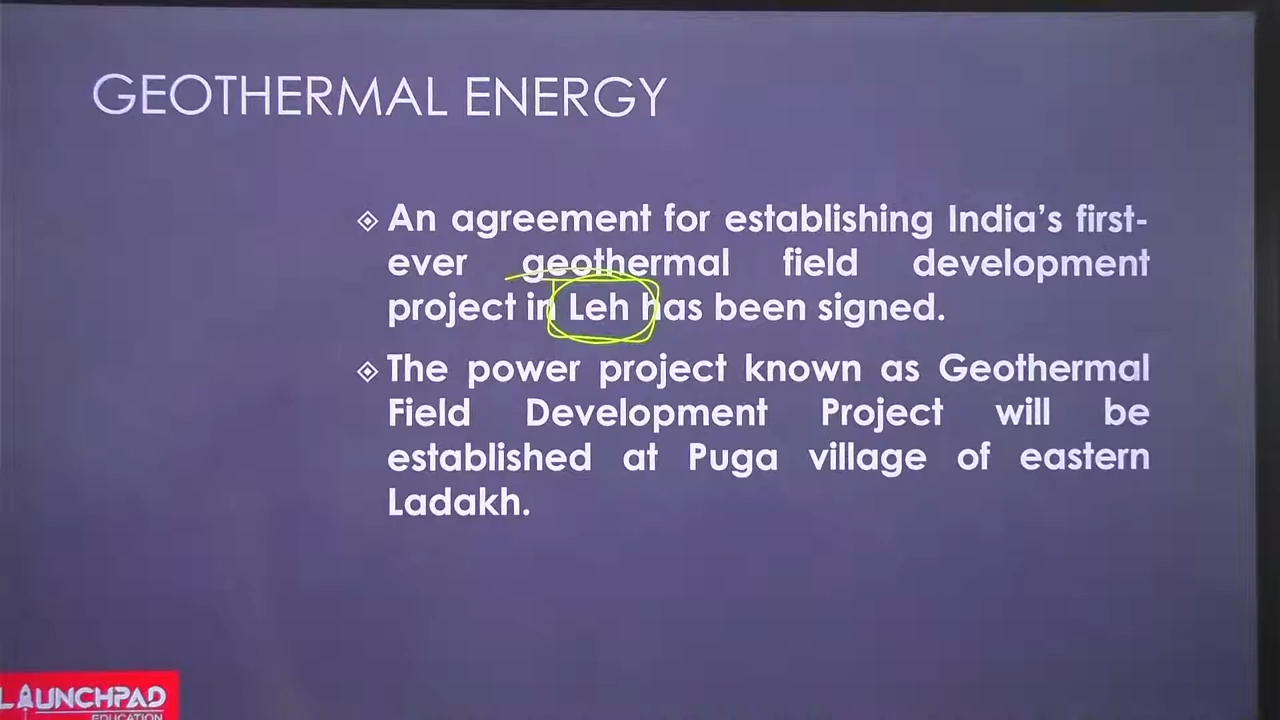 GEOTHERMAL ENERGY
An agreement for establishing India's first-
ever geothermal field development
project in Leh has been signed.
The power project known as Geothermal
Field Development Project will be
established at Puga village of eastern
Ladakh.
LAUNCHPAD
EDUCATION